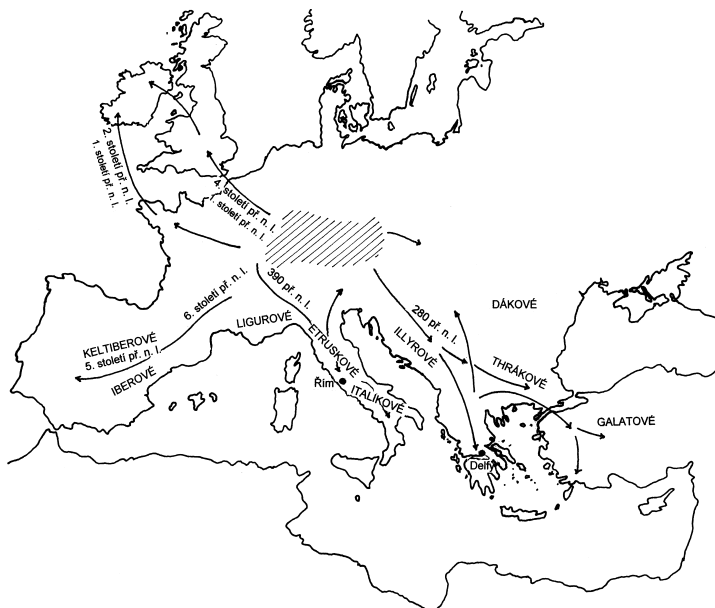 2. století př. n. l.
1. století př. n. l.
4. století př. n. l.
1. století př. n. l.
390 př. n. l.
6. století př. n. l.
280 př. n. l.
DÁKOVÉ
LIGUROVÉ
ETRUSKOVÉ
ILLYROVÉ
KELTIBEROVÉ
5. století př. n. l.
IBEROVÉ
THRÁKOVÉ
Řím
ITALIKOVÉ
GALATOVÉ
Delfy